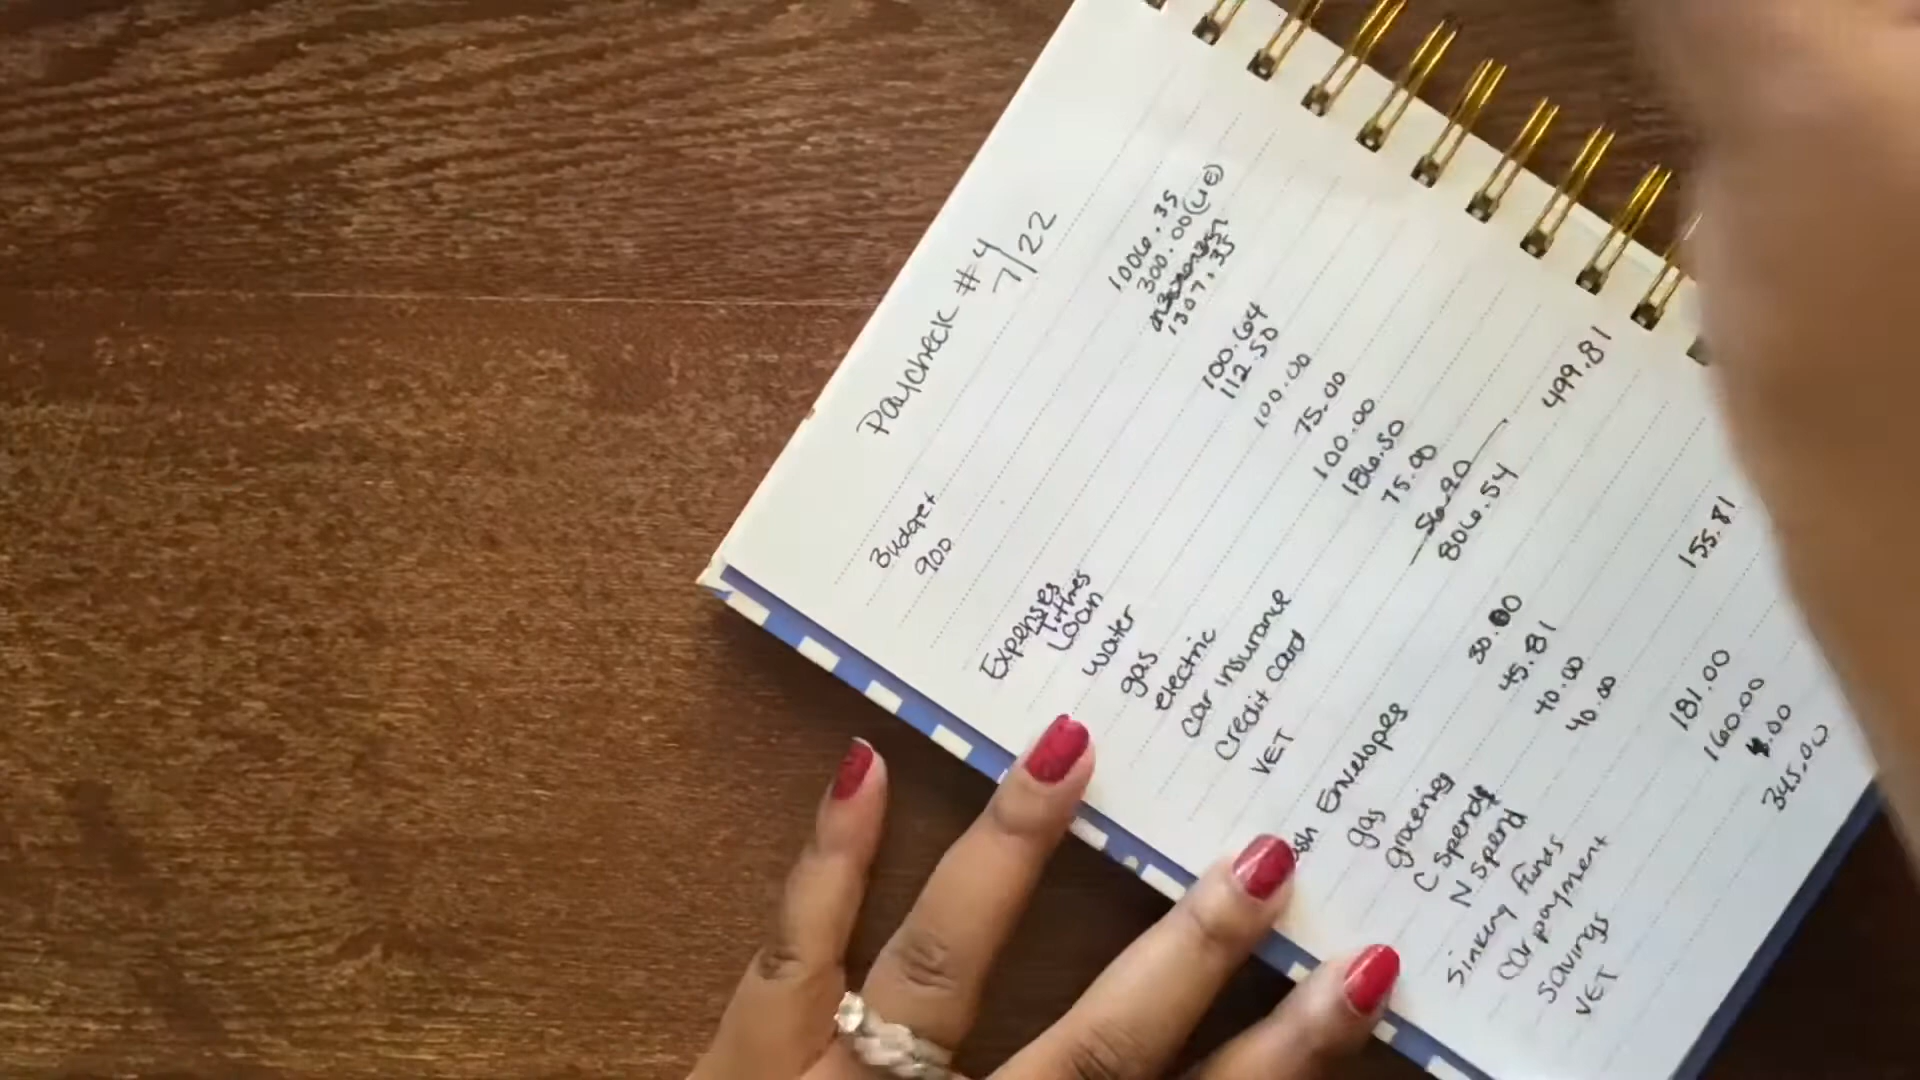 Paycheck #4
7/22
Budget 1006.35
900 300.00 (LIE)
1307.35
Expenses
Tithes 100.64
Loan 112.50
water 100.00
gas 75.00
electric 100.00
car insurance 186.50
credit card 75.00
VET 56.90
806.54 499.81
ash Envelopes
gas 30.00
groceries 45.81
C spend 40.00
N spend 40.00
155.81
Sinking Funds
car payment 181.00
savings 160.00
VET 4.00
345.00